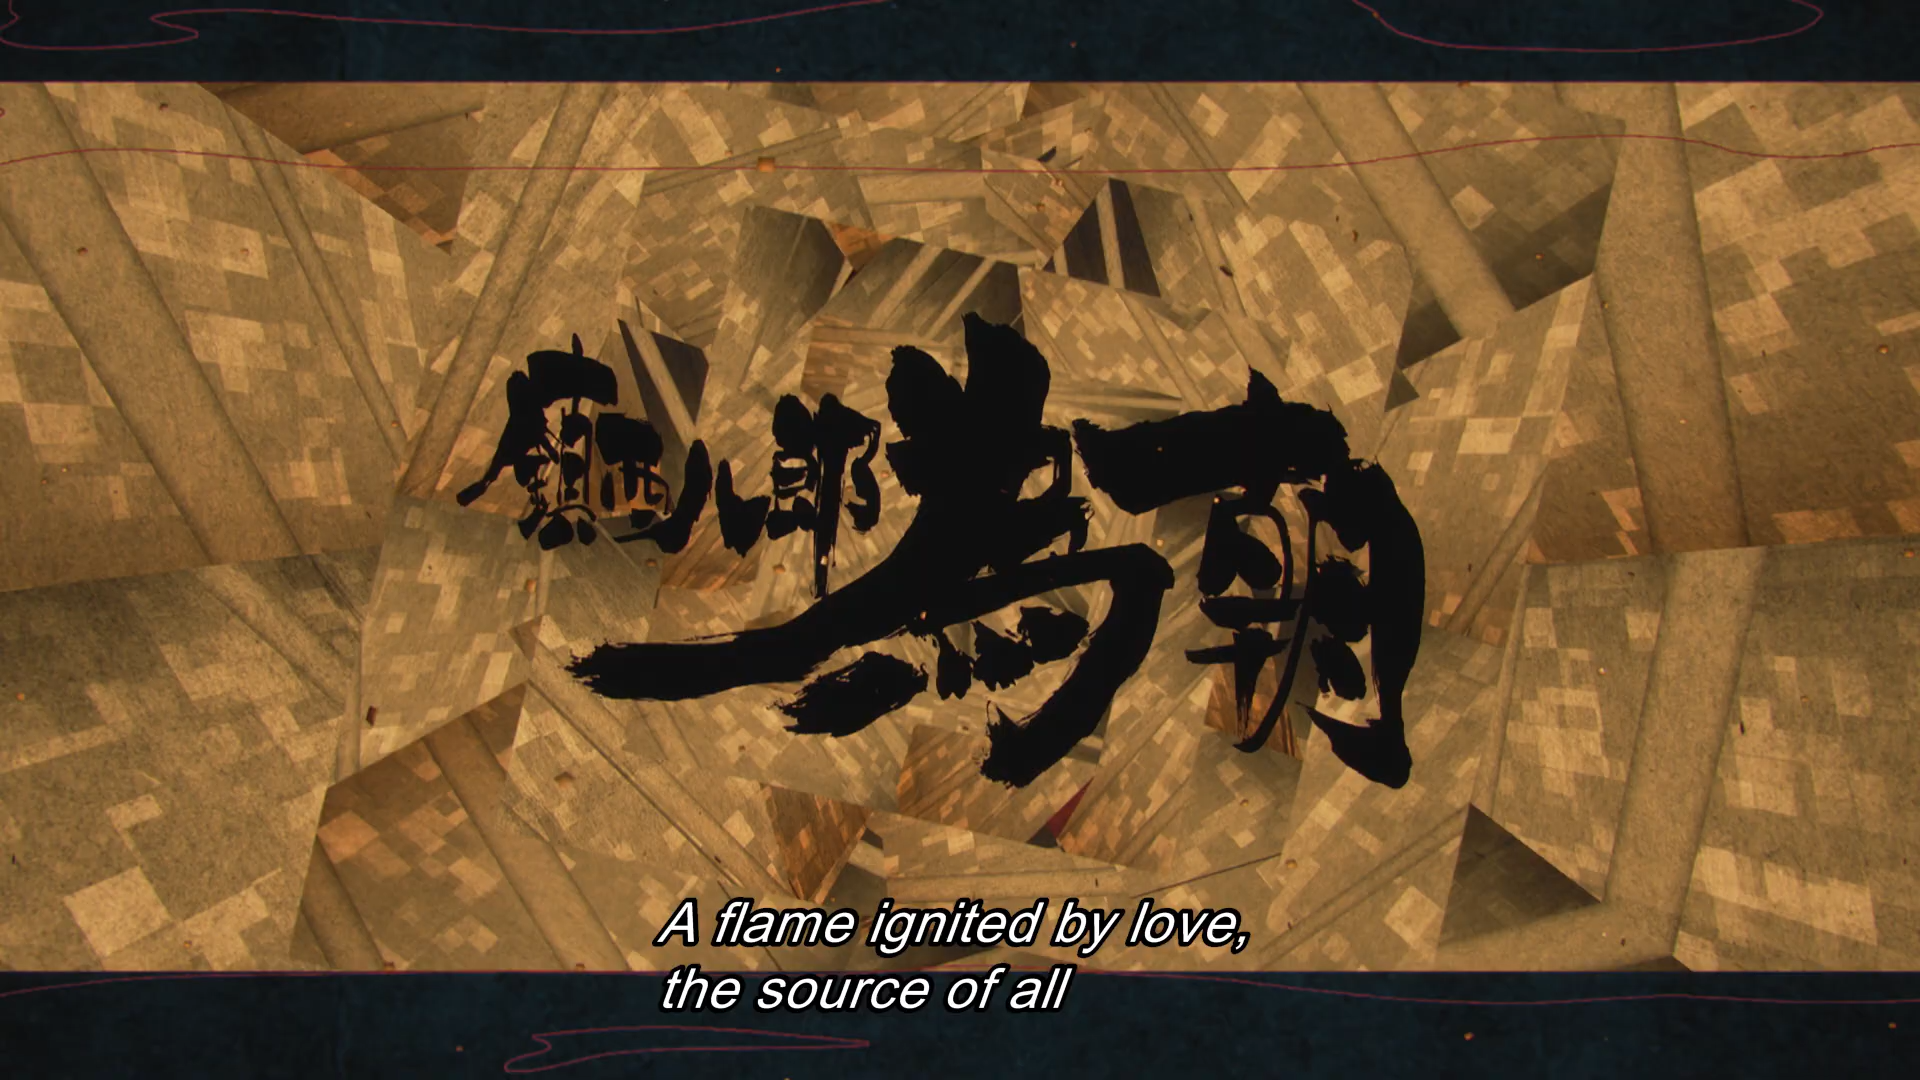 鎮西八郎為朝
A flame ignited by love,
the source of all